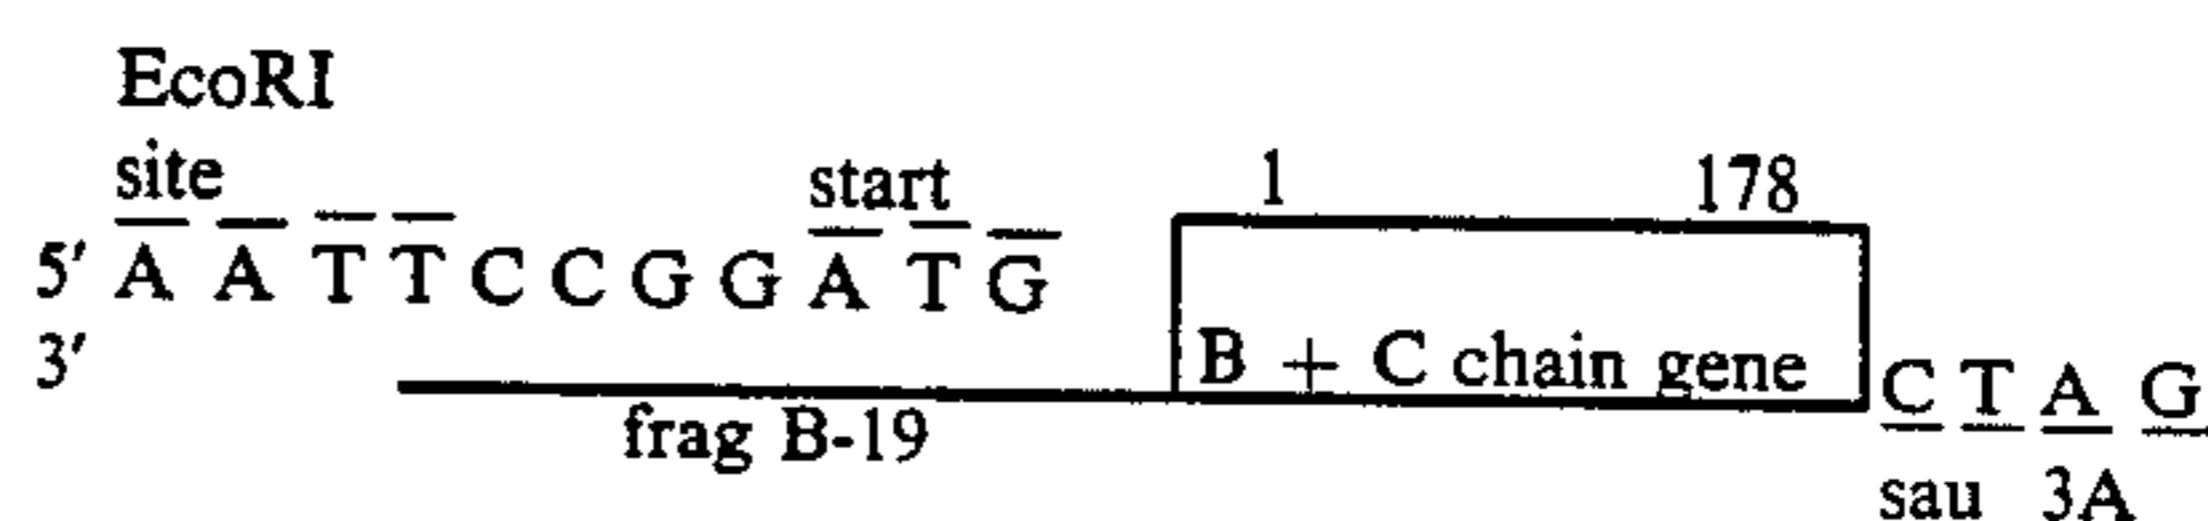 EcoRI
site
start
1 178
5′ A A T T C C G G A T G
3′
B + C chain gene
C T A G
frag B-19
sau 3A